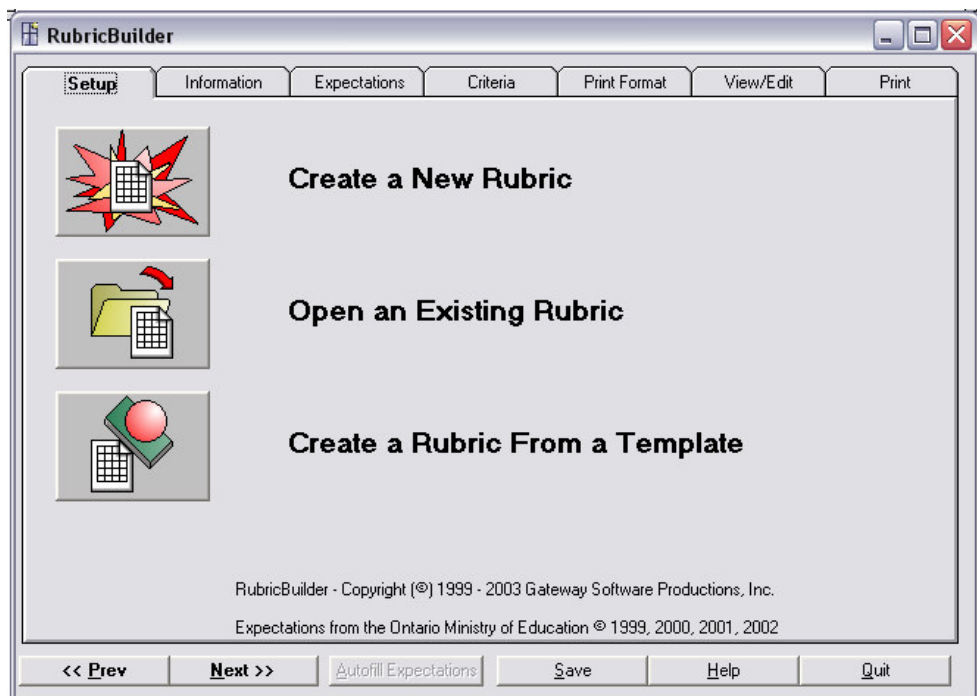 RubricBuilder
Setup Information Expectations Criteria Print Format View/Edit Print
Create a New Rubric
Open an Existing Rubric
Create a Rubric From a Template
RubricBuilder - Copyright (©) 1999 - 2003 Gateway Software Productions, Inc.
Expectations from the Ontario Ministry of Education © 1999, 2000, 2001, 2002
<< Prev Next >> Autofill Expectations Save Help Quit